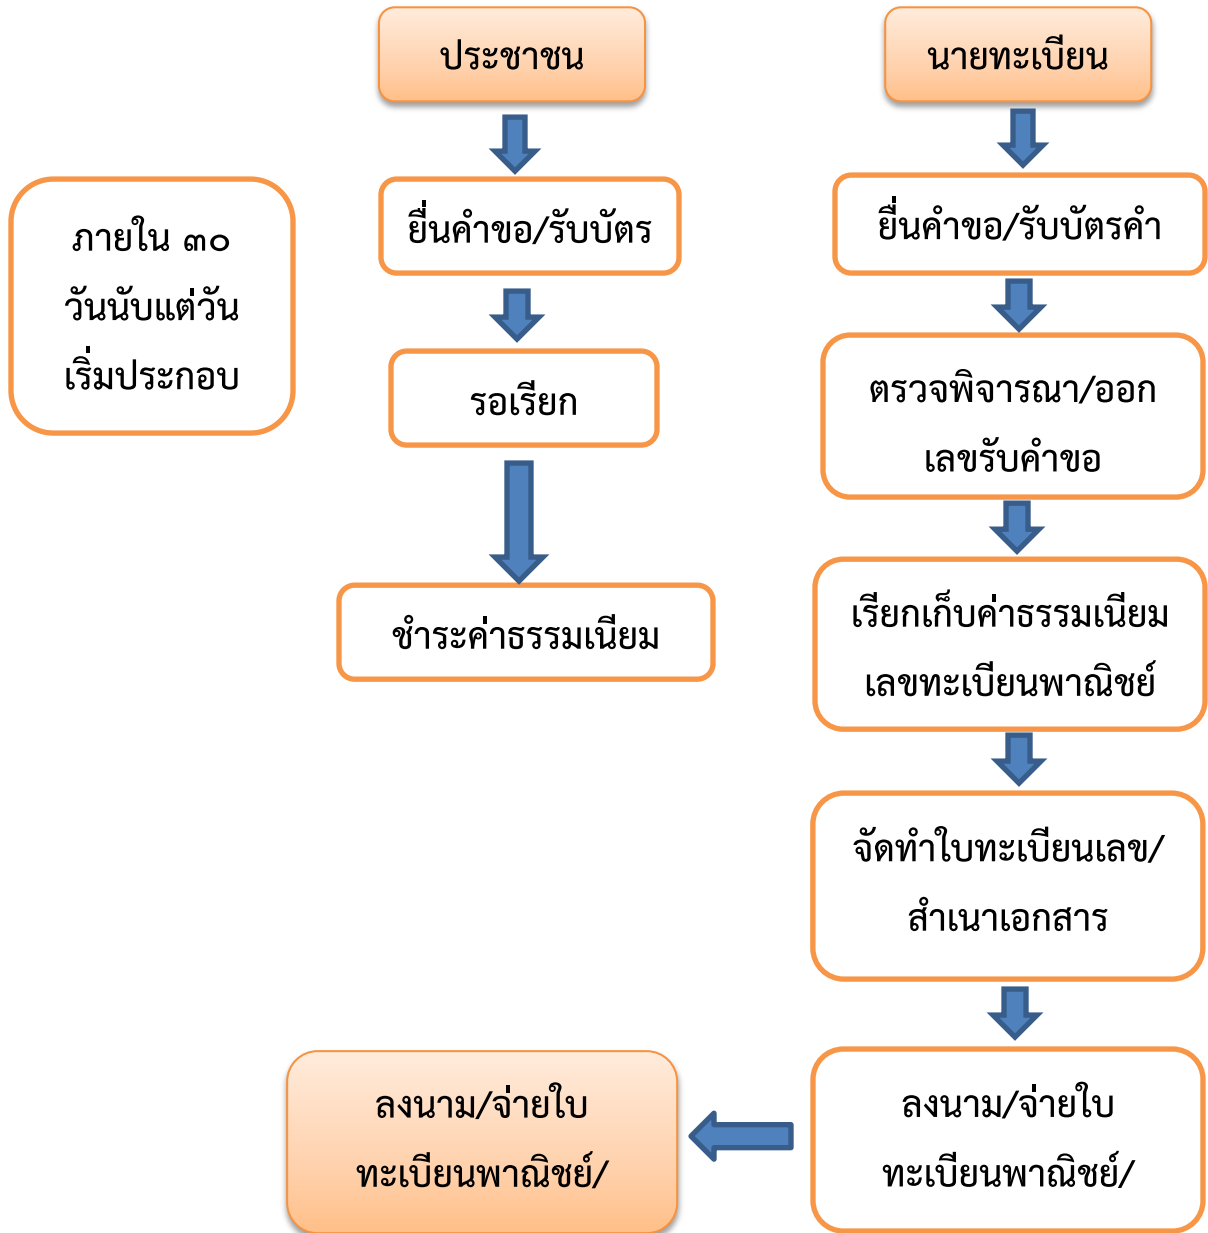 ประชาชน
นายทะเบียน
ภายใน ๓๐
วันนับแต่วัน
เริ่มประกอบ
ยื่นคำขอ/รับบัตร
รอเรียก
ชำระค่าธรรมเนียม
ยื่นคำขอ/รับบัตรคำ
ตรวจพิจารณา/ออก
เลขรับคำขอ
เรียกเก็บค่าธรรมเนียม
เลขทะเบียนพาณิชย์
จัดทำใบทะเบียนเลข/
สำเนาเอกสาร
ลงนาม/จ่ายใบ
ทะเบียนพาณิชย์/
ลงนาม/จ่ายใบ
ทะเบียนพาณิชย์/